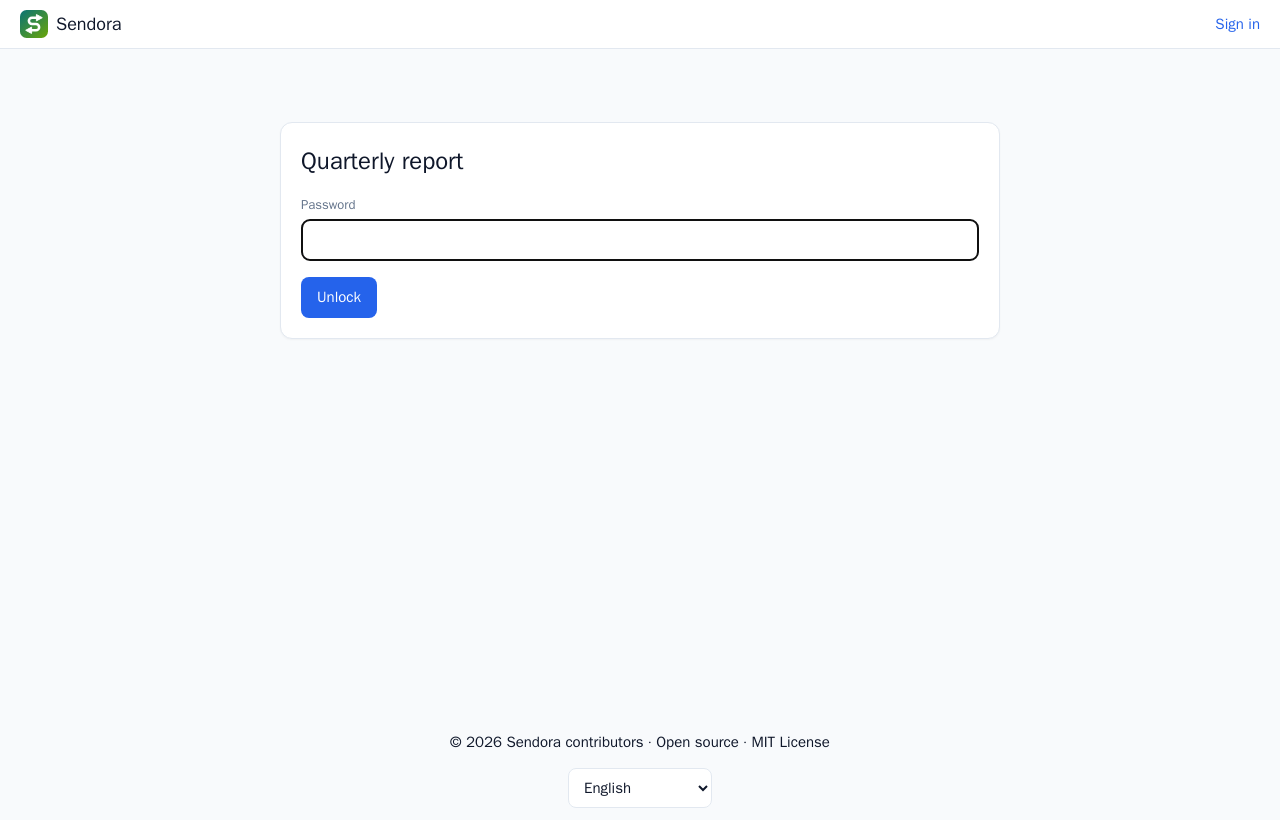 Sendora
Sign in
Quarterly report
Password
Unlock
© 2026 Sendora contributors · Open source · MIT License
English